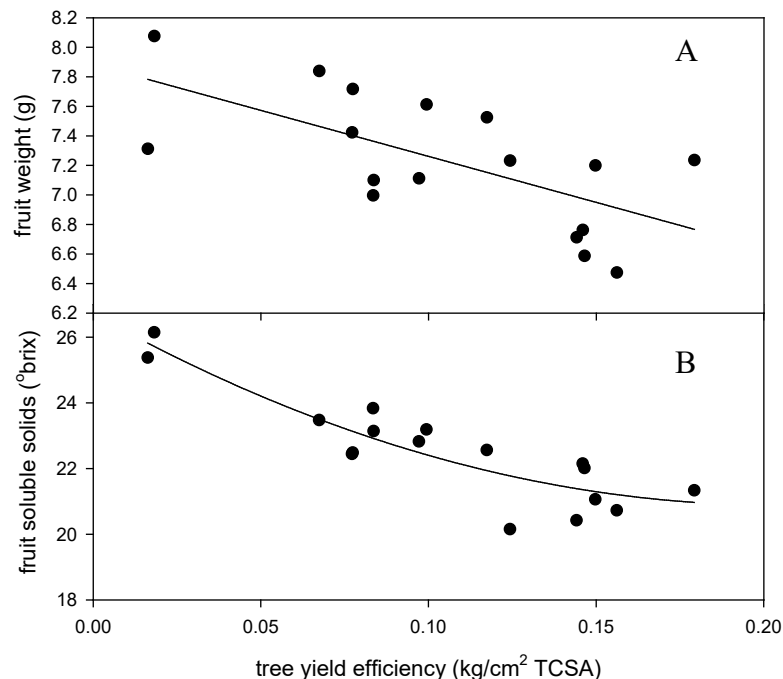 8.2
8.0
7.8
7.6
7.4
7.2
7.0
6.8
6.6
6.4
6.2
fruit weight (g)
A
26
24
22
20
18
fruit soluble solids (°brix)
B
0.00 0.05 0.10 0.15 0.20
tree yield efficiency (kg/cm² TCSA)